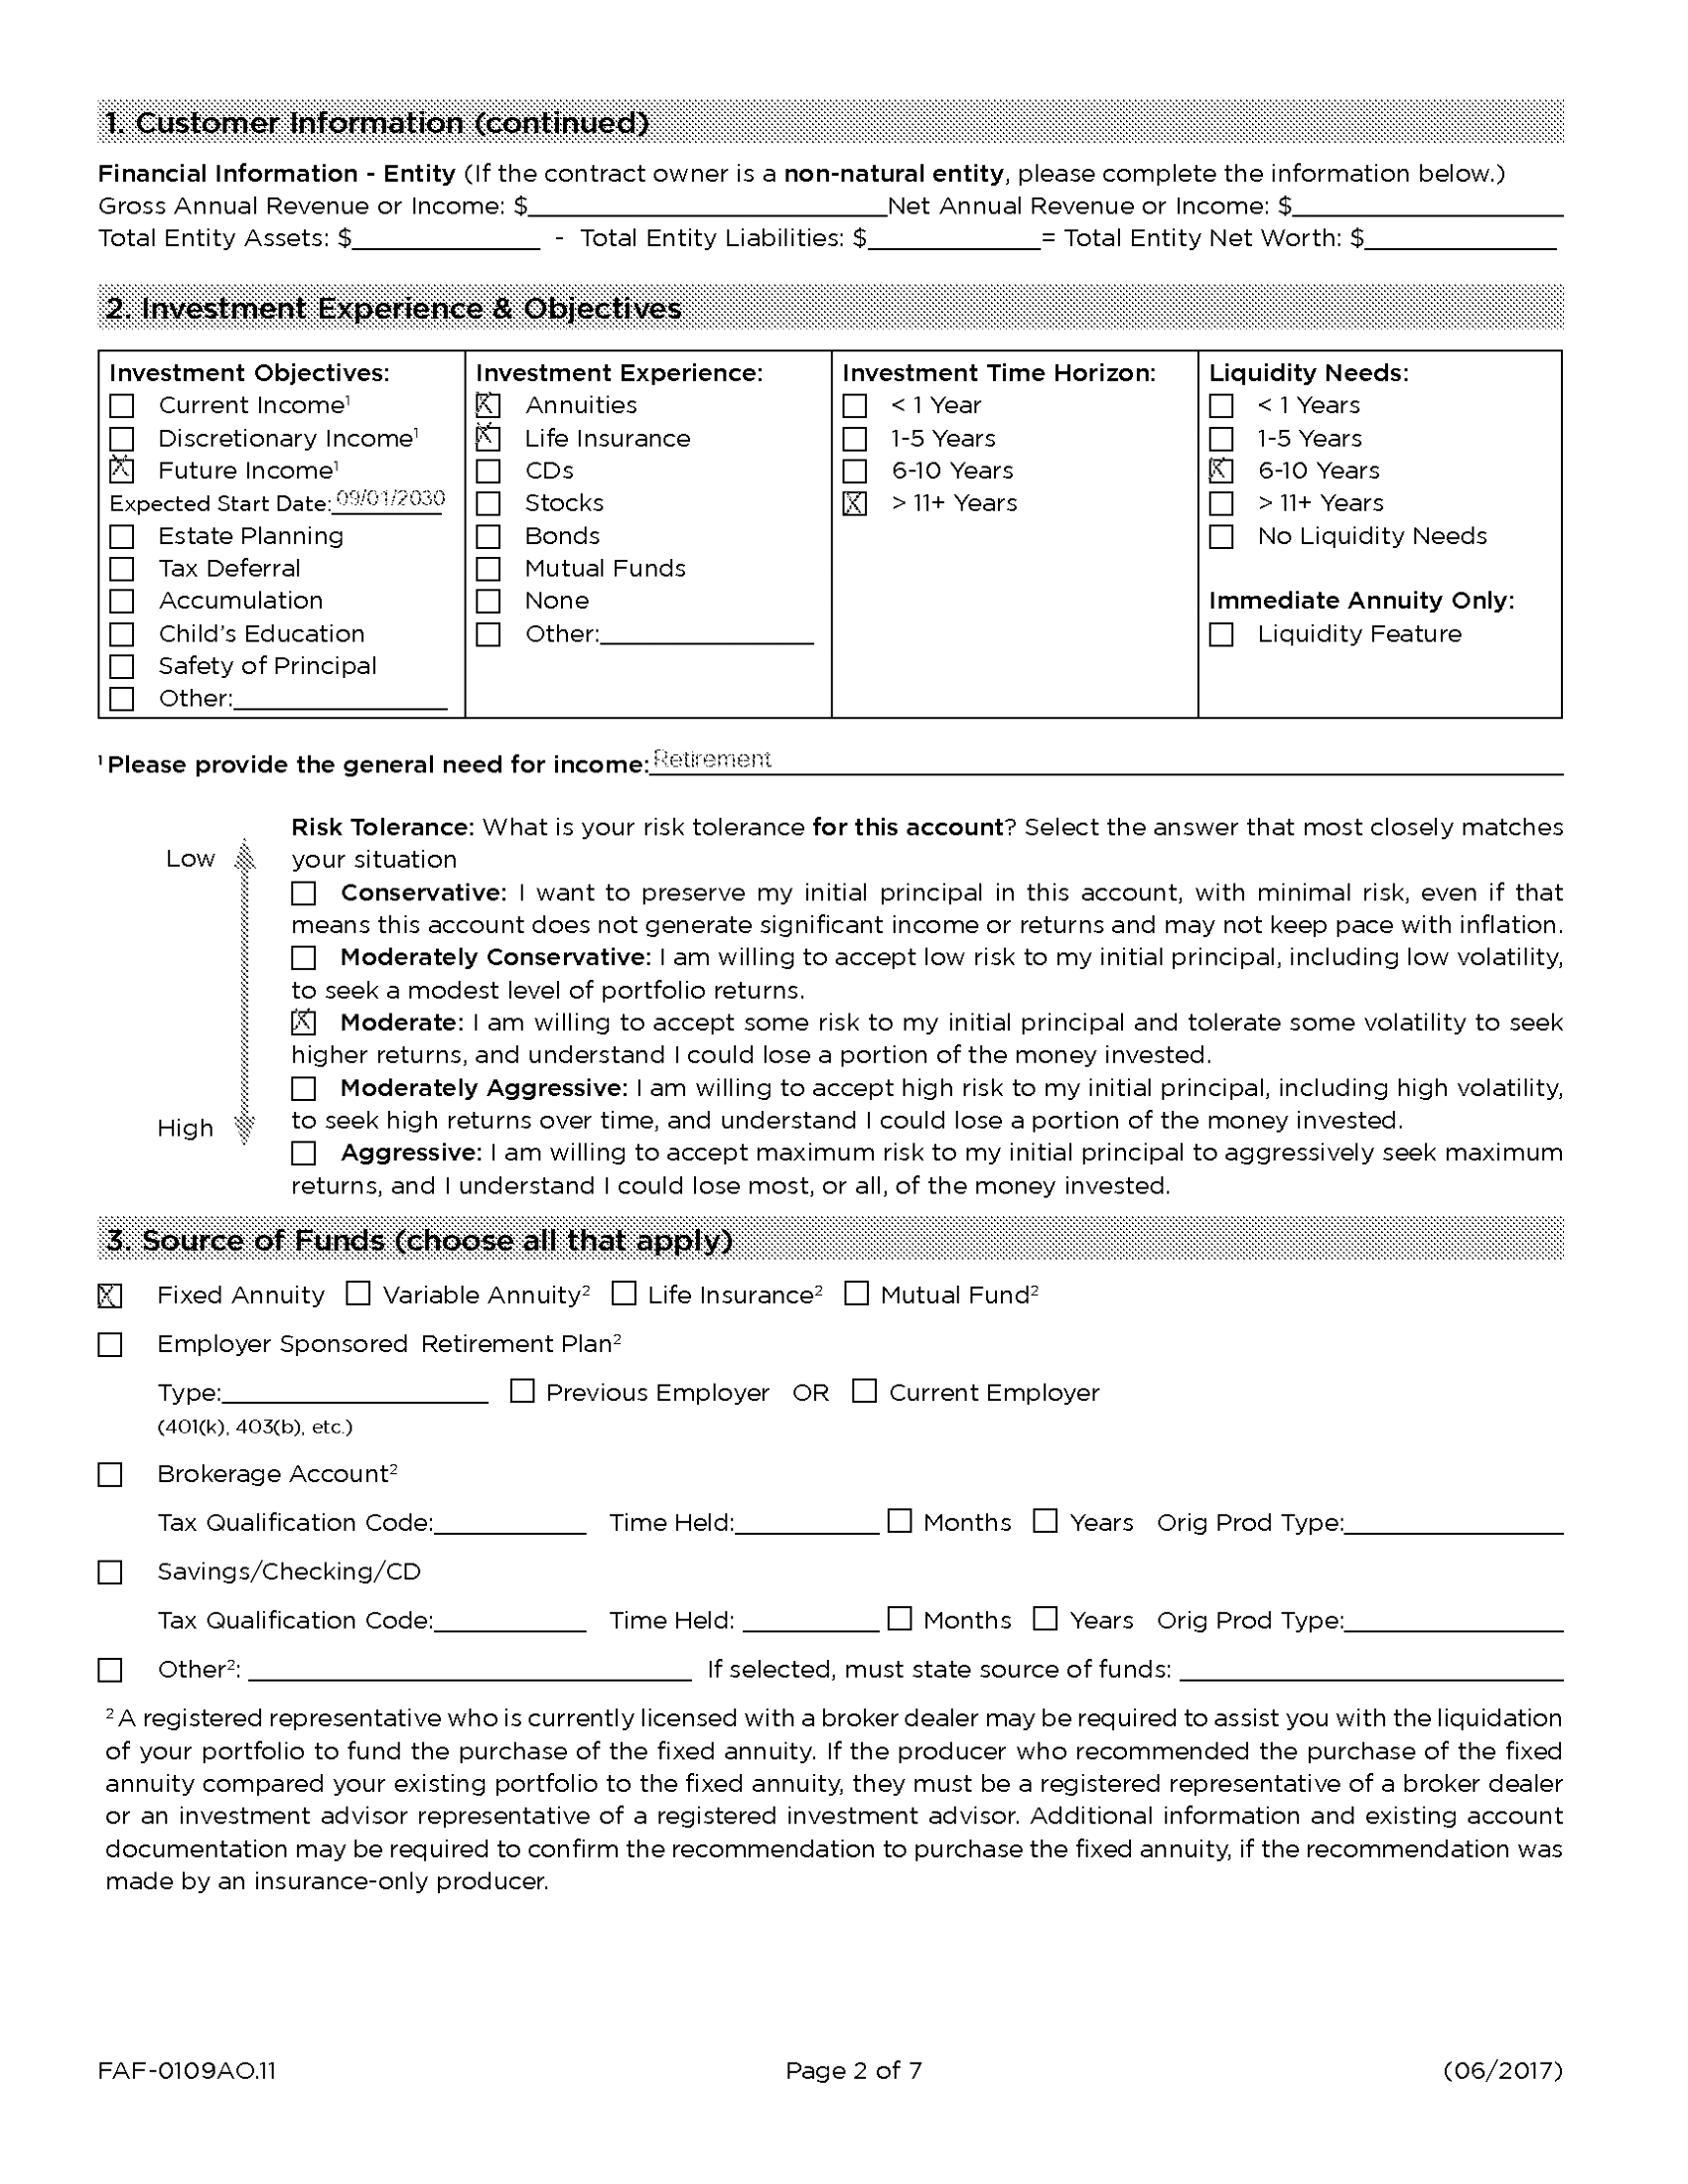 1. Customer Information (continued)
Financial Information - Entity (If the contract owner is a non-natural entity, please complete the information below.)
Gross Annual Revenue or Income: $ Net Annual Revenue or Income: $
Total Entity Assets: $ - Total Entity Liabilities: $ = Total Entity Net Worth: $
2. Investment Experience & Objectives
Investment Objectives:
Current Income¹
Discretionary Income¹
X Future Income¹
Expected Start Date: 09/01/2030
Estate Planning
Tax Deferral
Accumulation
Child's Education
Safety of Principal
Other:
Investment Experience:
X Annuities
X Life Insurance
CDs
Stocks
Bonds
Mutual Funds
None
Other:
Investment Time Horizon:
< 1 Year
1-5 Years
6-10 Years
X > 11+ Years
Liquidity Needs:
< 1 Years
1-5 Years
X 6-10 Years
> 11+ Years
No Liquidity Needs
Immediate Annuity Only:
Liquidity Feature
¹ Please provide the general need for income: Retirement
Low
High
Risk Tolerance: What is your risk tolerance for this account? Select the answer that most closely matches
your situation
Conservative: I want to preserve my initial principal in this account, with minimal risk, even if that
means this account does not generate significant income or returns and may not keep pace with inflation.
Moderately Conservative: I am willing to accept low risk to my initial principal, including low volatility,
to seek a modest level of portfolio returns.
X Moderate: I am willing to accept some risk to my initial principal and tolerate some volatility to seek
higher returns, and understand I could lose a portion of the money invested.
Moderately Aggressive: I am willing to accept high risk to my initial principal, including high volatility,
to seek high returns over time, and understand I could lose a portion of the money invested.
Aggressive: I am willing to accept maximum risk to my initial principal to aggressively seek maximum
returns, and I understand I could lose most, or all, of the money invested.
3. Source of Funds (choose all that apply)
X Fixed Annuity Variable Annuity² Life Insurance² Mutual Fund²
Employer Sponsored Retirement Plan²
Type: Previous Employer OR Current Employer
(401(k), 403(b), etc.)
Brokerage Account²
Tax Qualification Code: Time Held: Months Years Orig Prod Type:
Savings/Checking/CD
Tax Qualification Code: Time Held: Months Years Orig Prod Type:
Other²: If selected, must state source of funds:
² A registered representative who is currently licensed with a broker dealer may be required to assist you with the liquidation
of your portfolio to fund the purchase of the fixed annuity. If the producer who recommended the purchase of the fixed
annuity compared your existing portfolio to the fixed annuity, they must be a registered representative of a broker dealer
or an investment advisor representative of a registered investment advisor. Additional information and existing account
documentation may be required to confirm the recommendation to purchase the fixed annuity, if the recommendation was
made by an insurance-only producer.
FAF-0109AO.11 Page 2 of 7 (06/2017)